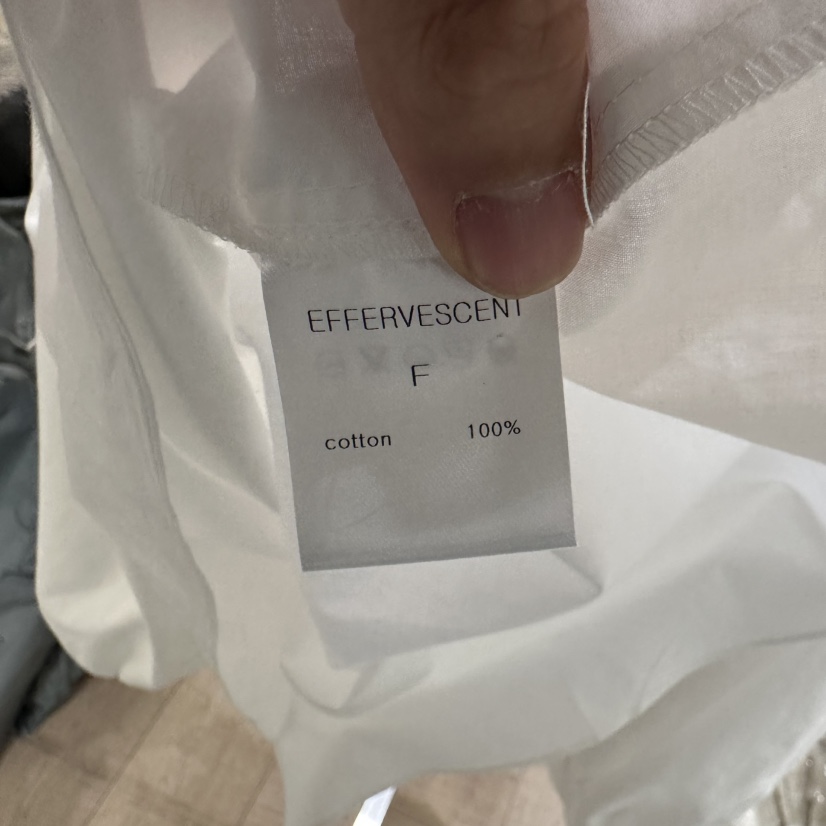 EFFERVESCENT
F
cotton 100%